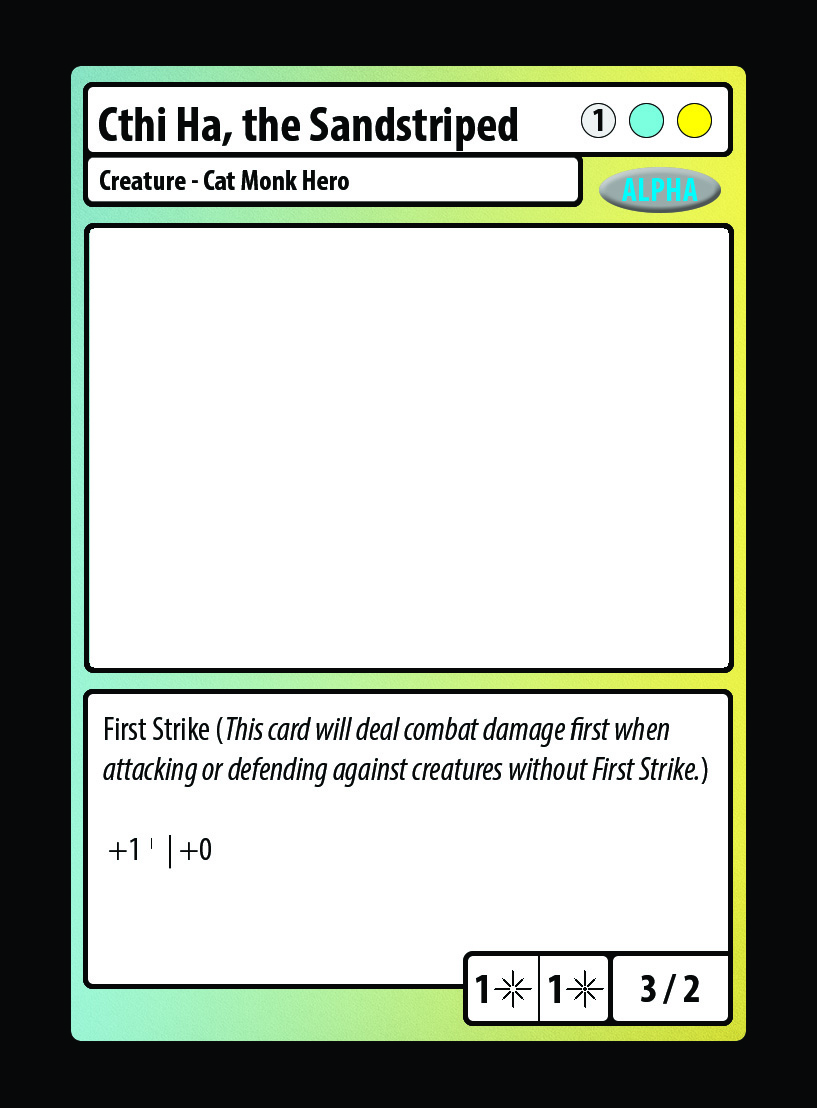 Cthi Ha, the Sandstriped 1
Creature - Cat Monk Hero
ALPHA
First Strike (This card will deal combat damage first when
attacking or defending against creatures without First Strike.)
+1 ꞌ | +0
1 1 3 / 2